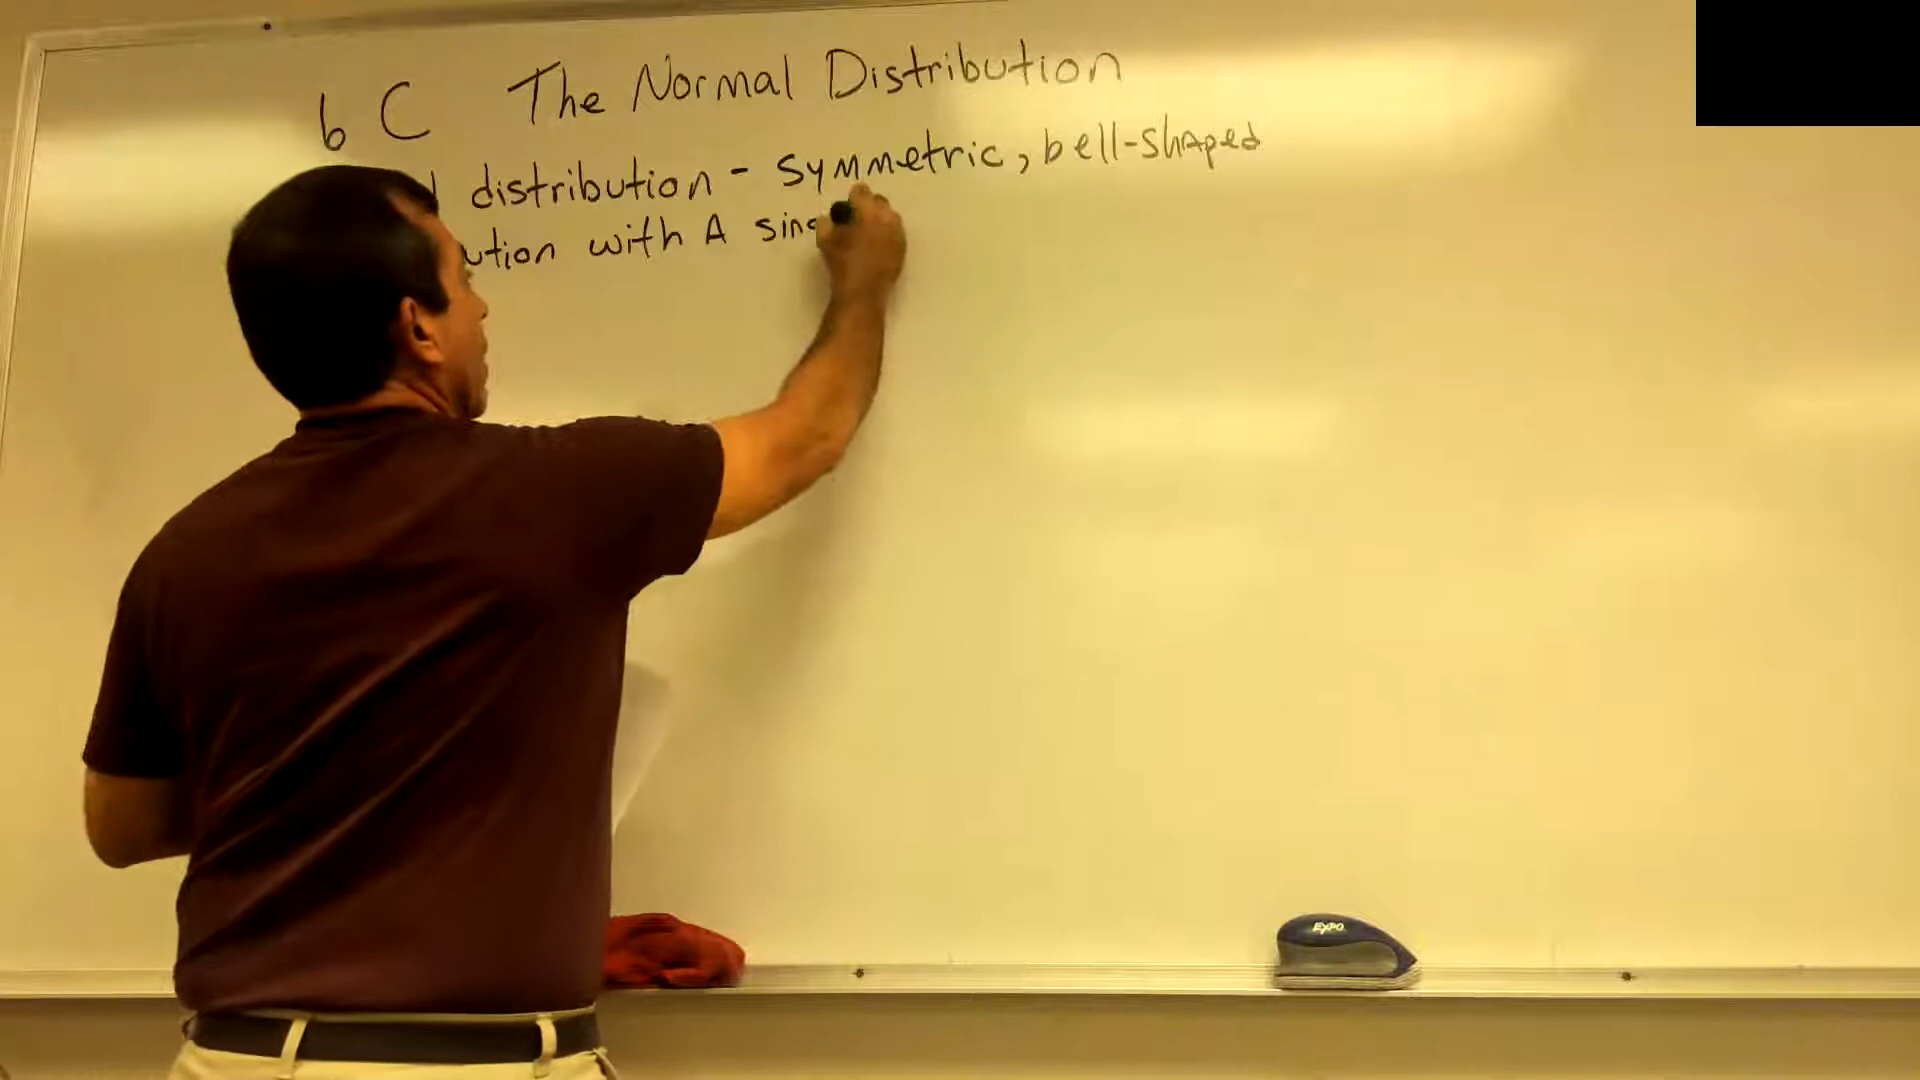 6 C The Normal Distribution
distribution - symmetric, bell-shaped
with A
EXPO